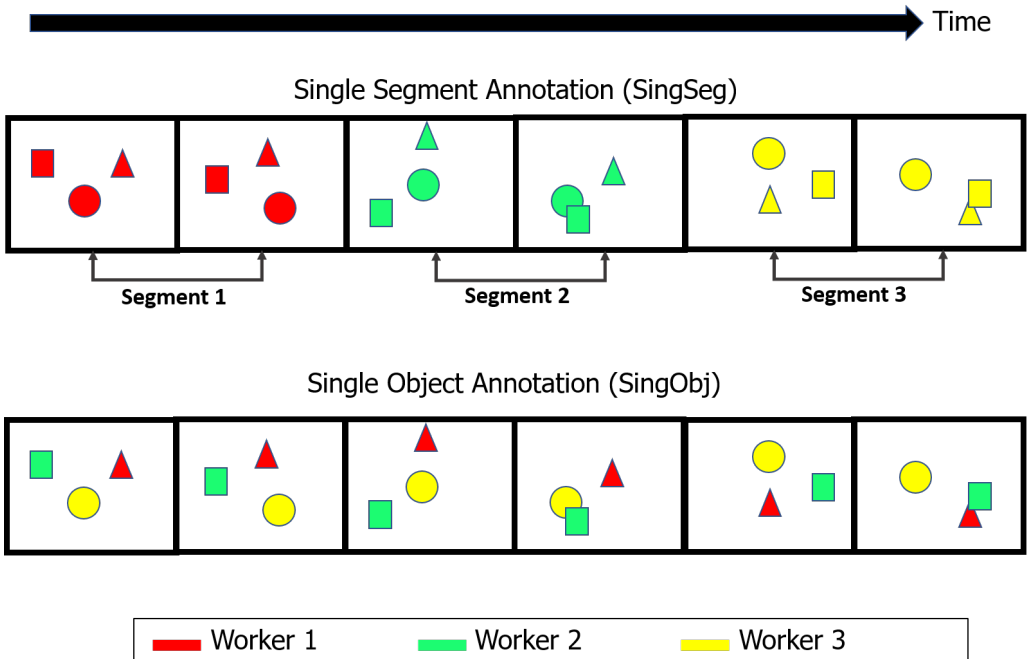 Time
Single Segment Annotation (SingSeg)
Segment 1
Segment 2
Segment 3
Single Object Annotation (SingObj)
Worker 1
Worker 2
Worker 3